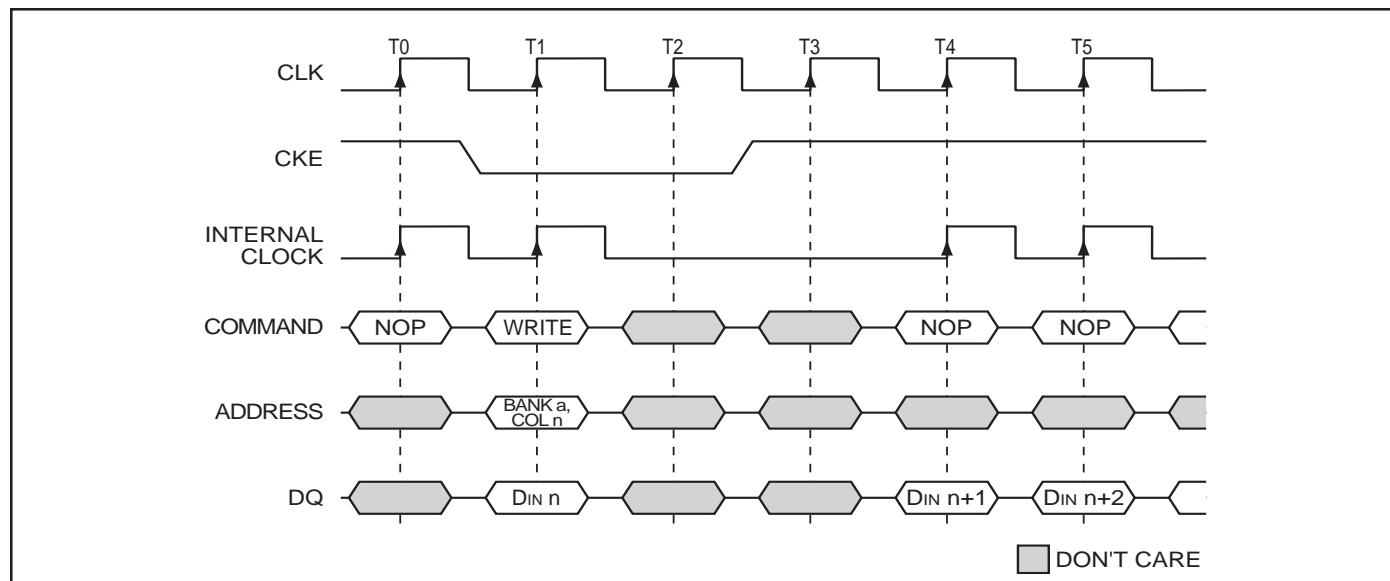 T0 T1 T2 T3 T4 T5
CLK
CKE
INTERNAL
CLOCK
COMMAND NOP WRITE NOP NOP
ADDRESS BANK a,
COL n
DQ DIN n DIN n+1 DIN n+2
DON'T CARE